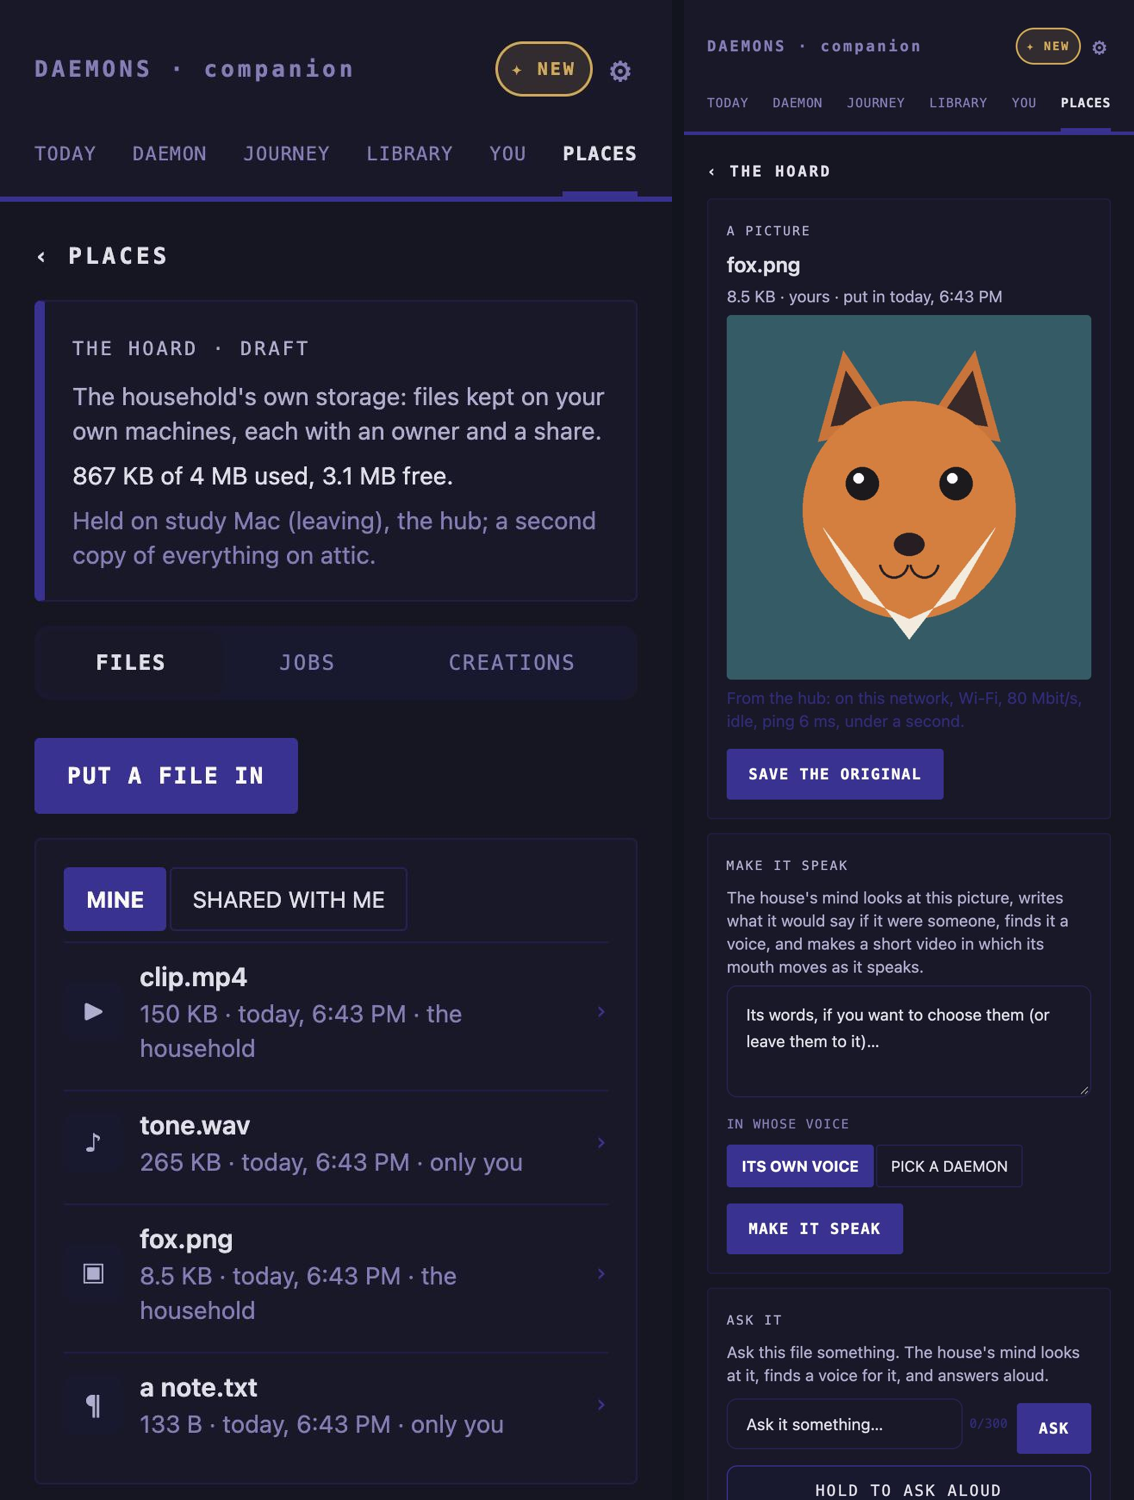 DAEMONS · companion
✦ NEW ⚙
TODAY DAEMON JOURNEY LIBRARY YOU PLACES
‹ PLACES
THE HOARD · DRAFT
The household's own storage: files kept on your
own machines, each with an owner and a share.
867 KB of 4 MB used, 3.1 MB free.
Held on study Mac (leaving), the hub; a second
copy of everything on attic.
FILES JOBS CREATIONS
PUT A FILE IN
MINE SHARED WITH ME
clip.mp4
150 KB · today, 6:43 PM · the
household
tone.wav
265 KB · today, 6:43 PM · only you
fox.png
8.5 KB · today, 6:43 PM · the
household
a note.txt
133 B · today, 6:43 PM · only you
DAEMONS · companion
✦ NEW ⚙
TODAY DAEMON JOURNEY LIBRARY YOU PLACES
‹ THE HOARD
A PICTURE
fox.png
8.5 KB · yours · put in today, 6:43 PM
From the hub: on this network, Wi-Fi, 80 Mbit/s,
idle, ping 6 ms, under a second.
SAVE THE ORIGINAL
MAKE IT SPEAK
The house's mind looks at this picture, writes
what it would say if it were someone, finds it a
voice, and makes a short video in which its
mouth moves as it speaks.
Its words, if you want to choose them (or
leave them to it)...
IN WHOSE VOICE
ITS OWN VOICE PICK A DAEMON
MAKE IT SPEAK
ASK IT
Ask this file something. The house's mind looks
at it, finds a voice for it, and answers aloud.
Ask it something... 0/300 ASK
HOLD TO ASK ALOUD